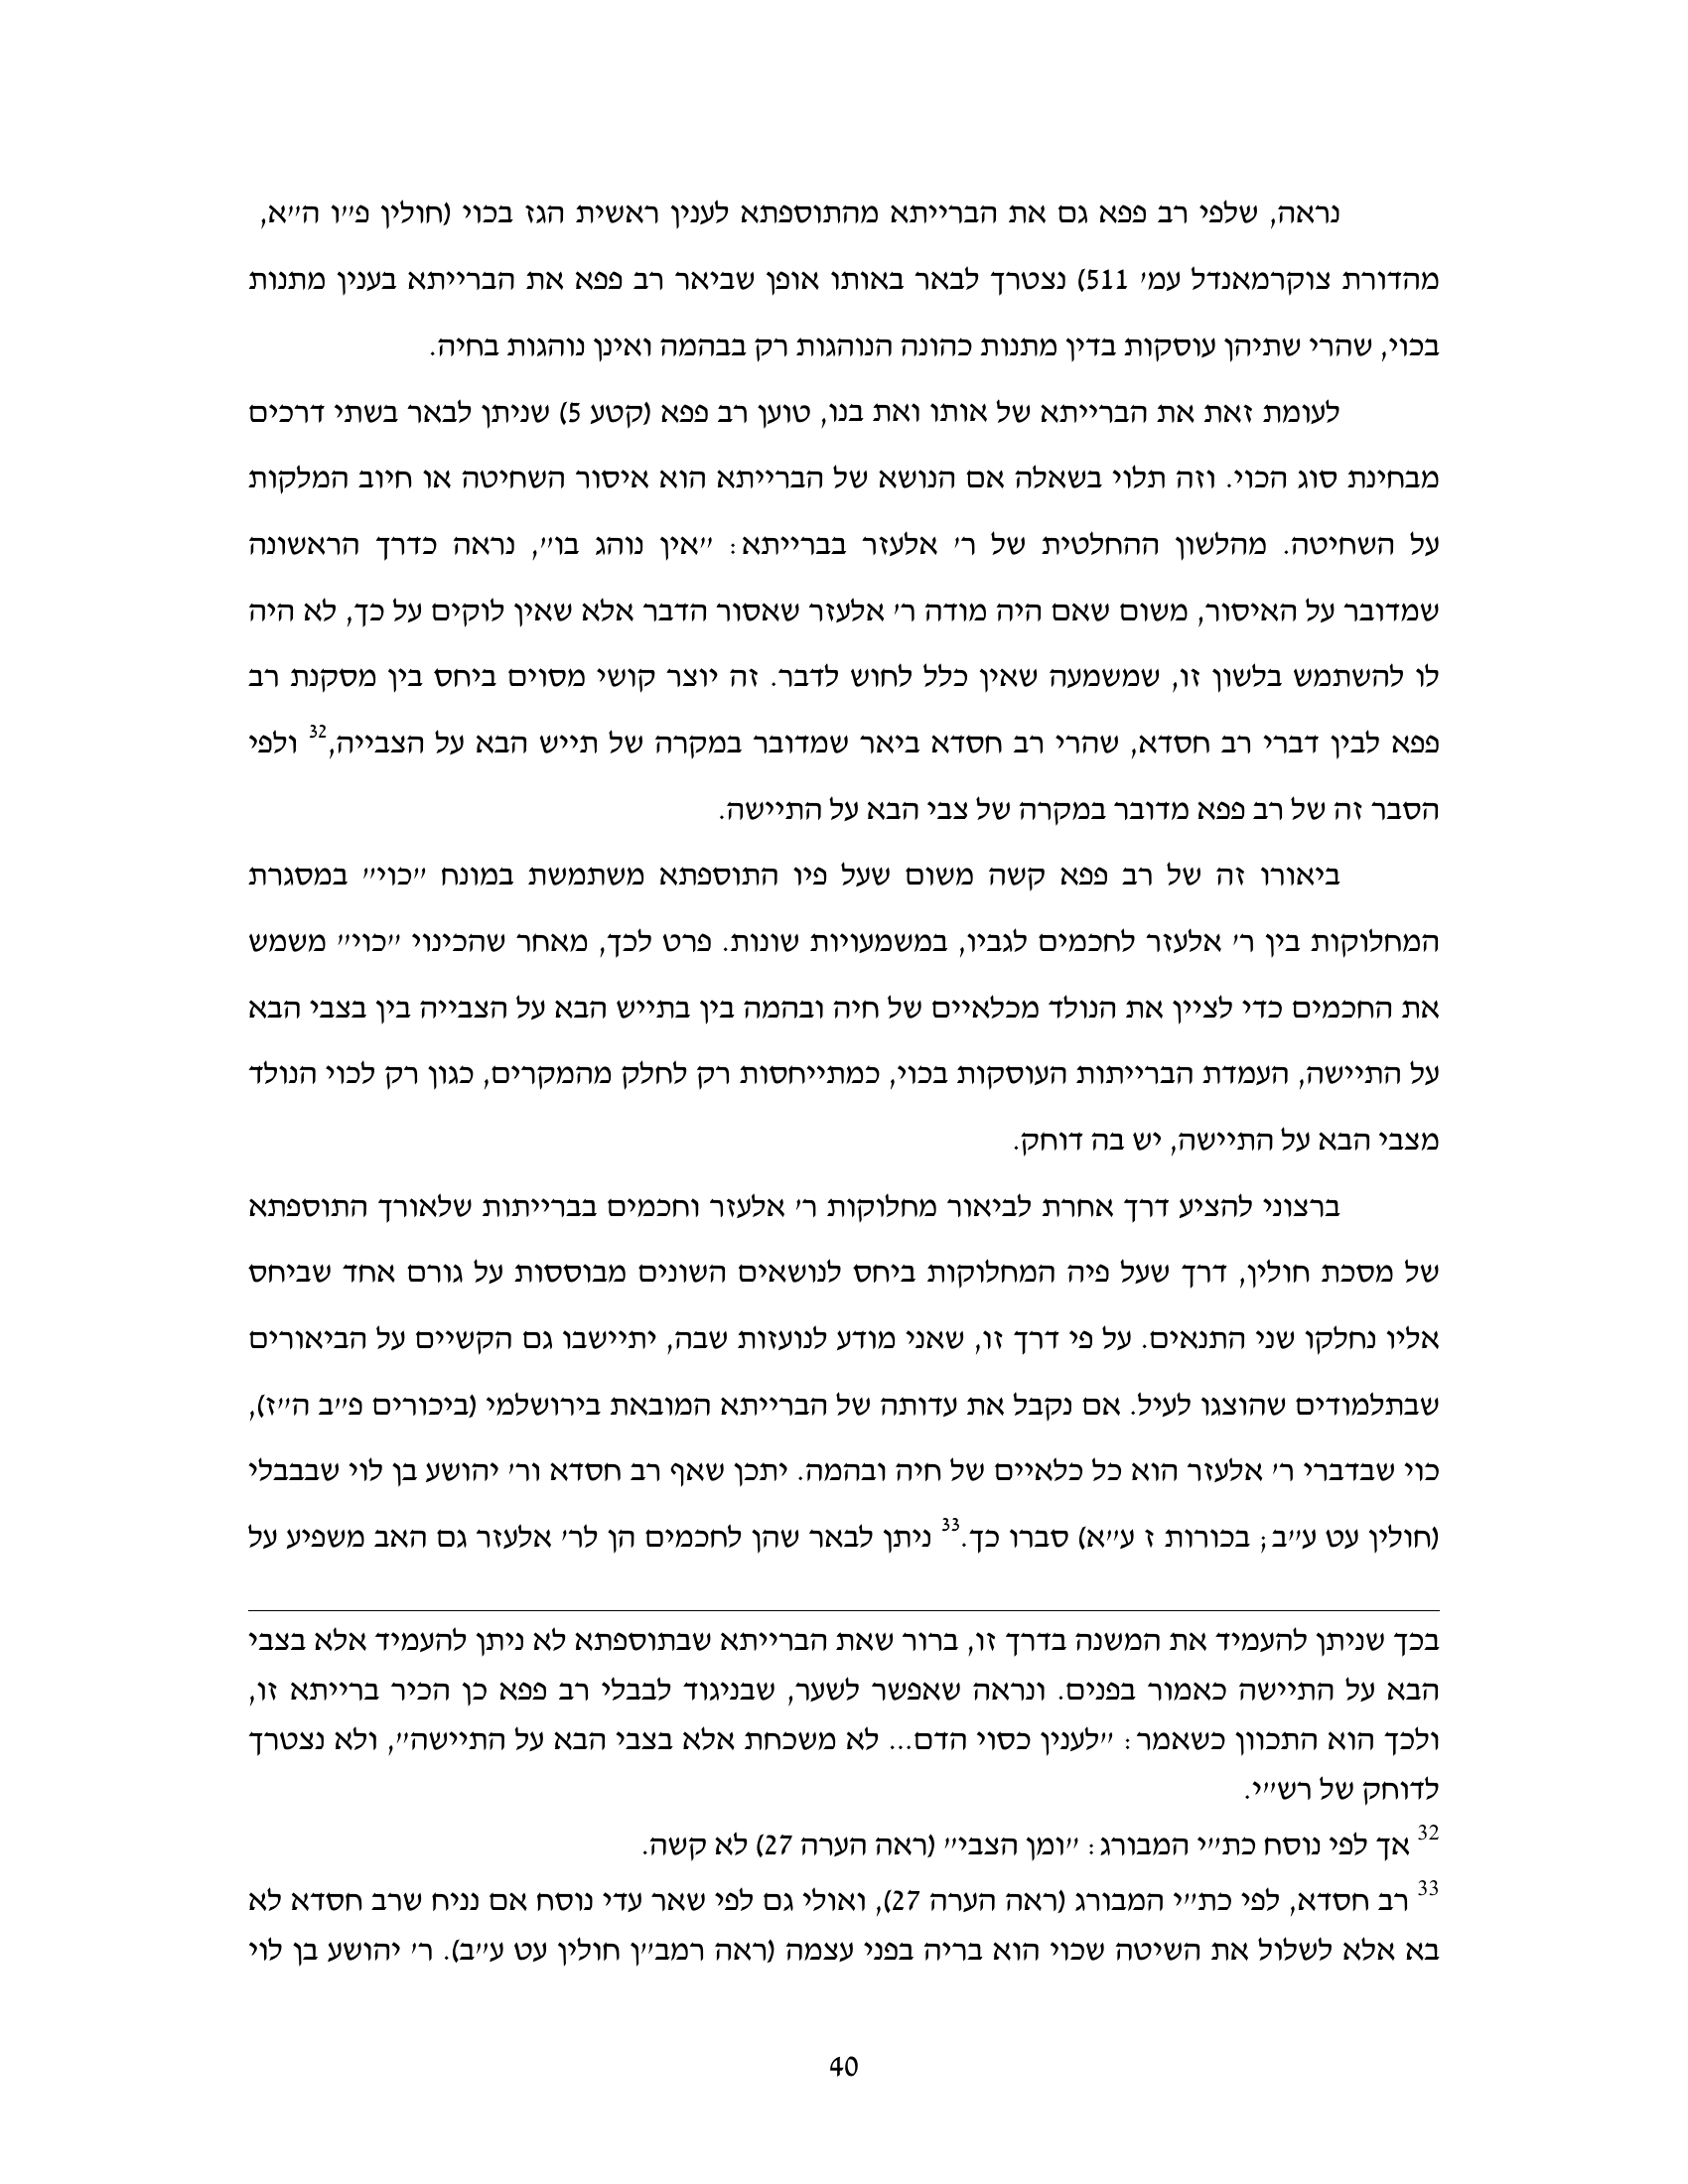 נראה, שלפי רב פפא גם את הברייתא מהתוספתא לענין ראשית הגז בכוי (חולין פ״ו ה״א,
מהדורת צוקרמאנדל עמ׳ 511) נצטרך לבאר באותו אופן שביאר רב פפא את הברייתא בענין מתנות
בכוי, שהרי שתיהן עוסקות בדין מתנות כהונה הנוהגות רק בבהמה ואינן נוהגות בחיה.
לעומת זאת את הברייתא של אותו ואת בנו, טוען רב פפא (קטע 5) שניתן לבאר בשתי דרכים
מבחינת סוג הכוי. וזה תלוי בשאלה אם הנושא של הברייתא הוא איסור השחיטה או חיוב המלקות
על השחיטה. מהלשון ההחלטית של ר׳ אלעזר בברייתא: ״אין נוהג בו״, נראה כדרך הראשונה
שמדובר על האיסור, משום שאם היה מודה ר׳ אלעזר שאסור הדבר אלא שאין לוקים על כך, לא היה
לו להשתמש בלשון זו, שמשמעה שאין כלל לחוש לדבר. זה יוצר קושי מסוים ביחס בין מסקנת רב
פפא לבין דברי רב חסדא, שהרי רב חסדא ביאר שמדובר במקרה של תייש הבא על הצבייה,32 ולפי
הסבר זה של רב פפא מדובר במקרה של צבי הבא על התיישה.
ביאורו זה של רב פפא קשה משום שעל פיו התוספתא משתמשת במונח ״כוי״ במסגרת
המחלוקות בין ר׳ אלעזר לחכמים לגביו, במשמעויות שונות. פרט לכך, מאחר שהכינוי ״כוי״ משמש
את החכמים כדי לציין את הנולד מכלאיים של חיה ובהמה בין בתייש הבא על הצבייה בין בצבי הבא
על התיישה, העמדת הברייתות העוסקות בכוי, כמתייחסות רק לחלק מהמקרים, כגון רק לכוי הנולד
מצבי הבא על התיישה, יש בה דוחק.
ברצוני להציע דרך אחרת לביאור מחלוקות ר׳ אלעזר וחכמים בברייתות שלאורך התוספתא
של מסכת חולין, דרך שעל פיה המחלוקות ביחס לנושאים השונים מבוססות על גורם אחד שביחס
אליו נחלקו שני התנאים. על פי דרך זו, שאני מודע לנועזות שבה, יתיישבו גם הקשיים על הביאורים
שבתלמודים שהוצגו לעיל. אם נקבל את עדותה של הברייתא המובאת בירושלמי (ביכורים פ״ב ה״ז),
כוי שבדברי ר׳ אלעזר הוא כל כלאיים של חיה ובהמה. יתכן שאף רב חסדא ור׳ יהושע בן לוי שבבבלי
(חולין עט ע״ב; בכורות ז ע״א) סברו כך.33 ניתן לבאר שהן לחכמים הן לר׳ אלעזר גם האב משפיע על
בכך שניתן להעמיד את המשנה בדרך זו, ברור שאת הברייתא שבתוספתא לא ניתן להעמיד אלא בצבי
הבא על התיישה כאמור בפנים. ונראה שאפשר לשער, שבניגוד לבבלי רב פפא כן הכיר ברייתא זו,
ולכך הוא התכוון כשאמר: ״לענין כסוי הדם... לא משכחת אלא בצבי הבא על התיישה״, ולא נצטרך
לדוחק של רש״י.
32 אך לפי נוסח כת״י המבורג: ״ומן הצבי״ (ראה הערה 27) לא קשה.
33 רב חסדא, לפי כת״י המבורג (ראה הערה 27), ואולי גם לפי שאר עדי נוסח אם נניח שרב חסדא לא
בא אלא לשלול את השיטה שכוי הוא בריה בפני עצמה (ראה רמב״ן חולין עט ע״ב). ר׳ יהושע בן לוי
40